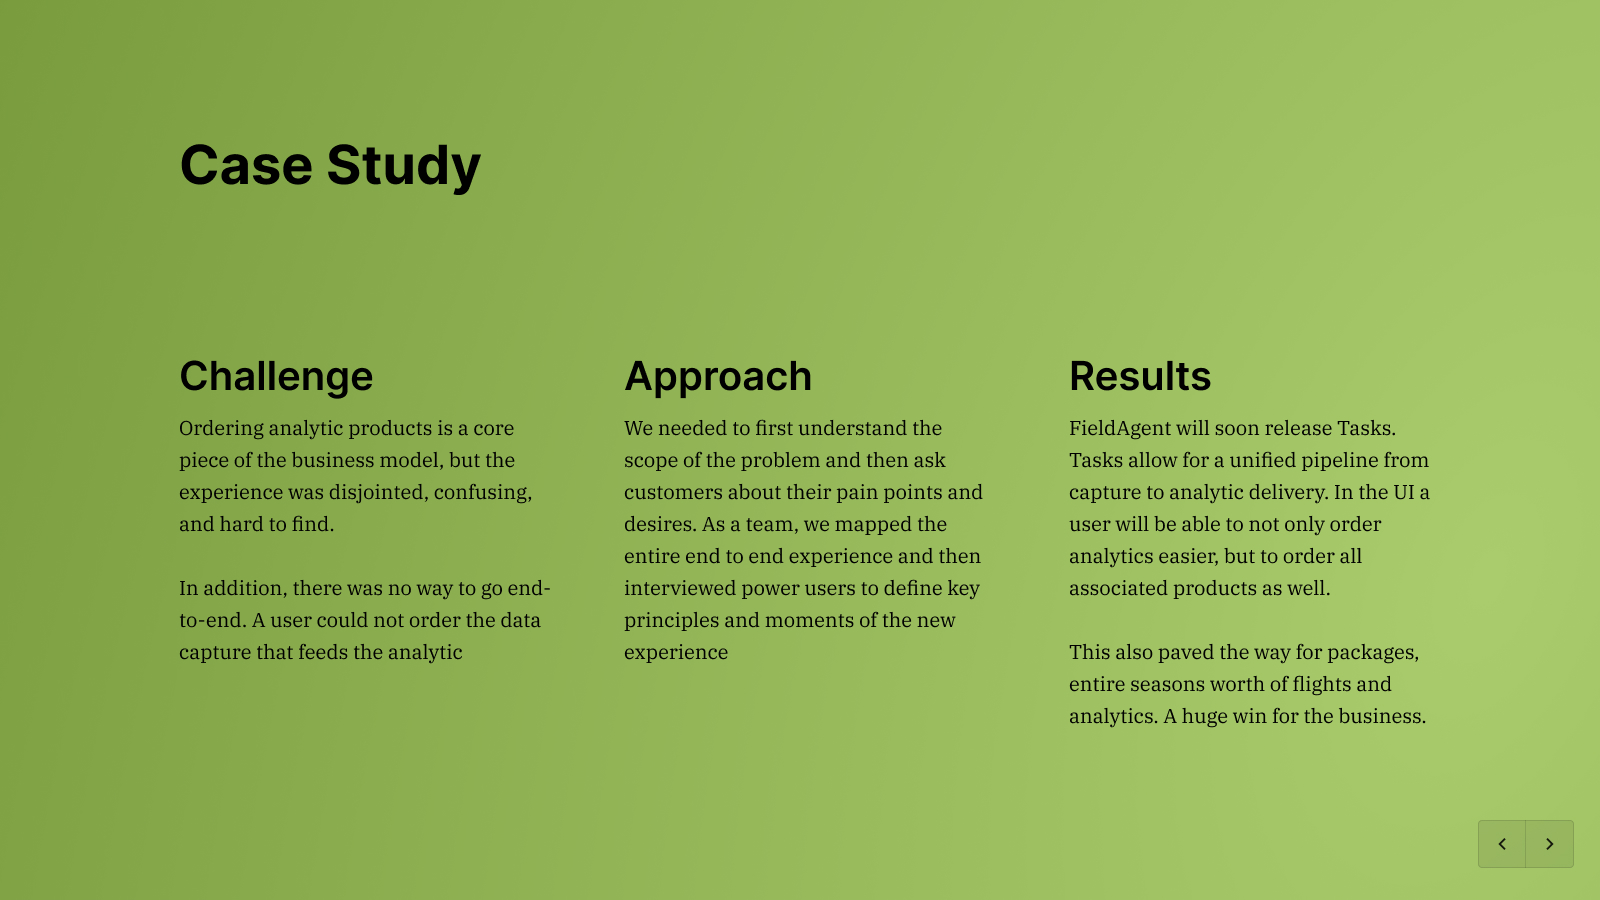 Case Study
Challenge
Ordering analytic products is a core
piece of the business model, but the
experience was disjointed, confusing,
and hard to find.
In addition, there was no way to go end-
to-end. A user could not order the data
capture that feeds the analytic
Approach
We needed to first understand the
scope of the problem and then ask
customers about their pain points and
desires. As a team, we mapped the
entire end to end experience and then
interviewed power users to define key
principles and moments of the new
experience
Results
FieldAgent will soon release Tasks.
Tasks allow for a unified pipeline from
capture to analytic delivery. In the UI a
user will be able to not only order
analytics easier, but to order all
associated products as well.
This also paved the way for packages,
entire seasons worth of flights and
analytics. A huge win for the business.